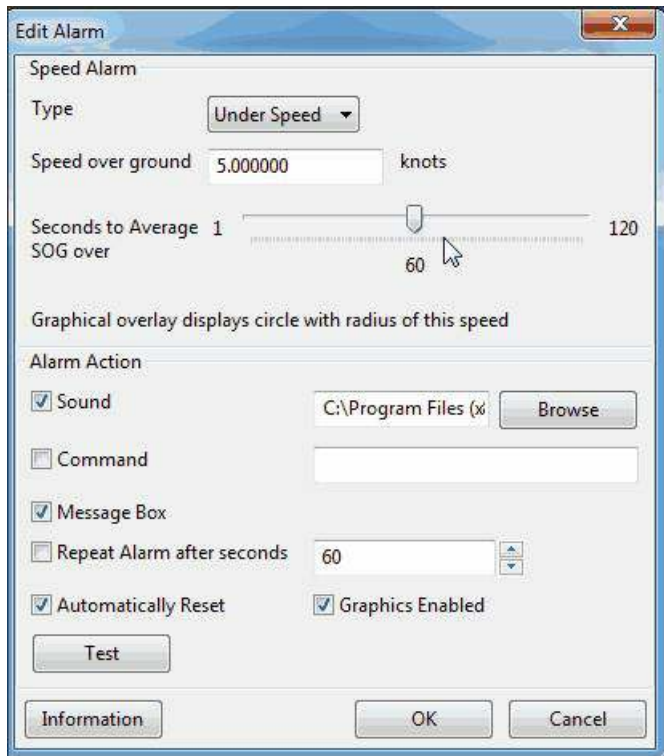 Edit Alarm
Speed Alarm
Type Under Speed
Speed over ground 5.000000 knots
Seconds to Average 1 120
SOG over
60
Graphical overlay displays circle with radius of this speed
Alarm Action
Sound C:\Program Files (x Browse
Command
Message Box
Repeat Alarm after seconds 60
Automatically Reset Graphics Enabled
Test
Information OK Cancel